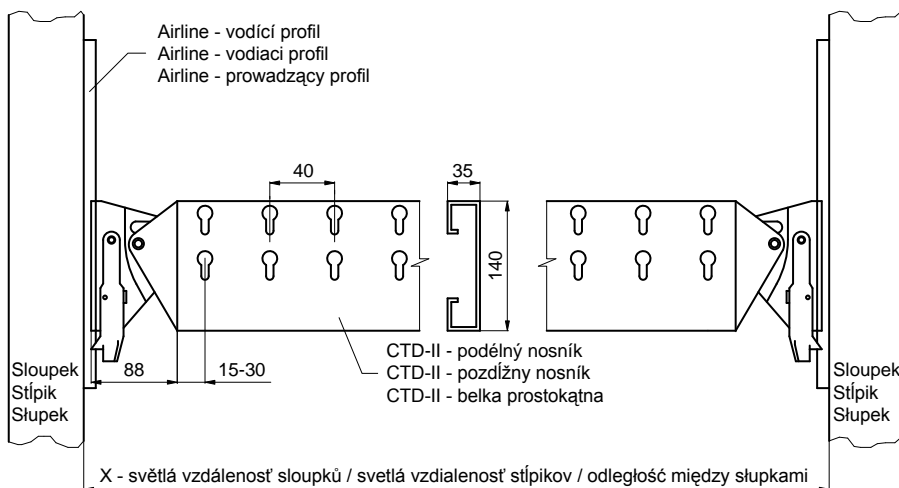 Airline - vodící profil
Airline - vodiaci profil
Airline - prowadzący profil
40
35
140
88
15-30
CTD-II - podélný nosník
CTD-II - pozdĺžny nosník
CTD-II - belka prostokątna
Sloupek
Stĺpik
Słupek
Sloupek
Stĺpik
Słupek
X - světlá vzdálenosť sloupků / svetlá vzdialenosť stĺpikov / odległość między słupkami